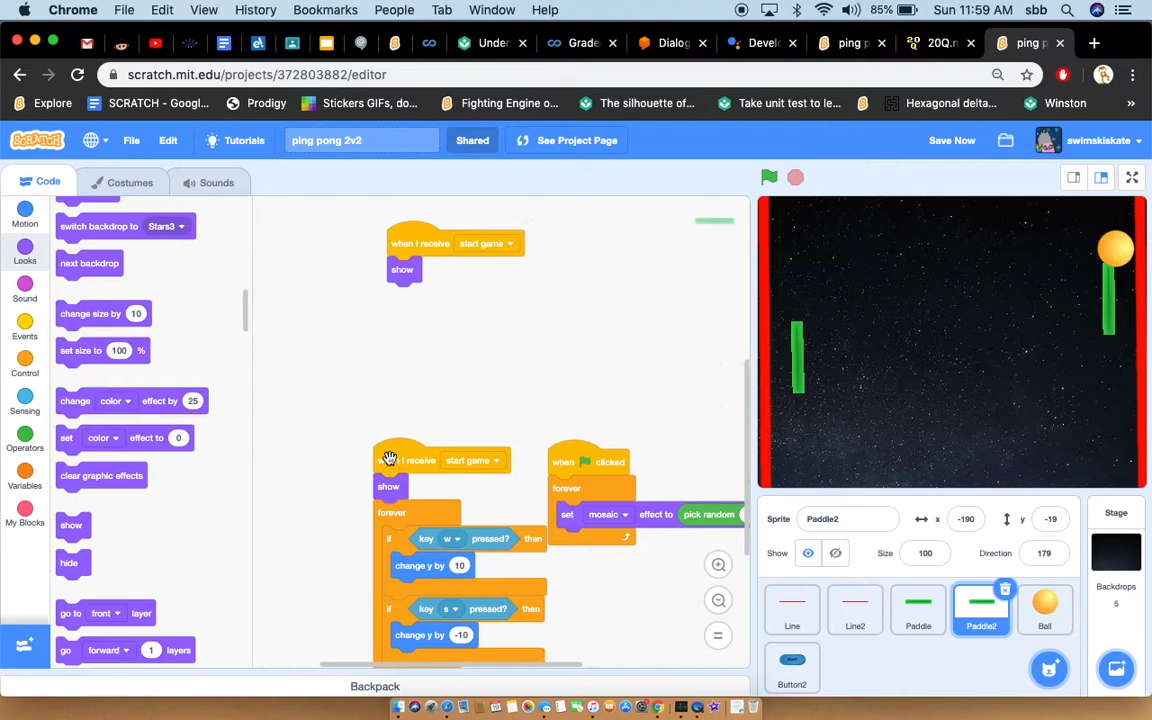 Chrome File Edit View History Bookmarks People Tab Window Help 85% Sun 11:59 AM sbb
Under Grade Dialog Devel ping p 20Q.n ping p
scratch.mit.edu/projects/372803882/editor
Explore SCRATCH - Googl... Prodigy Stickers GIFs, do... Fighting Engine o... The silhouette of... Take unit test to le... Hexagonal delta... Winston »
SCRATCH File Edit Tutorials ping pong 2v2 Shared See Project Page Save Now swimskiskate
Code Costumes Sounds
Motion
Looks
Sound
Events
Control
Sensing
Operators
Variables
My Blocks
switch backdrop to Stars3
next backdrop
change size by 10
set size to 100 %
change color effect by 25
set color effect to 0
clear graphic effects
show
hide
go to front layer
go forward 1 layers
when I receive start game
show
I receive start game
show
forever
if key w pressed? then
change y by 10
if key s pressed? then
change y by -10
when clicked
forever
set mosaic effect to pick random
Backpack
Sprite Paddle2 x -190 y -19
Show Size 100 Direction 179
Line Line2 Paddle Paddle2 Ball
start
Button2
Stage
Backdrops
5